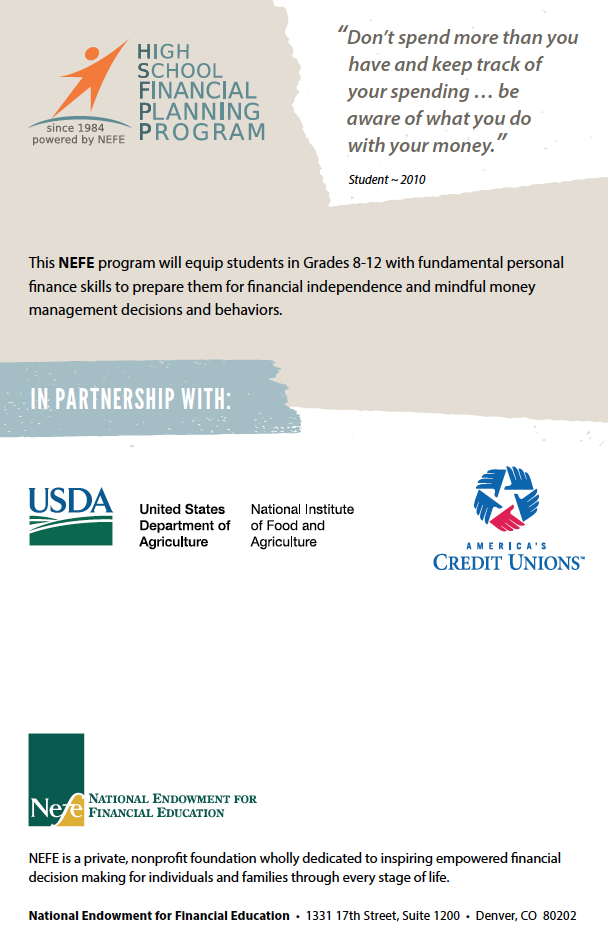 HIGH
SCHOOL
FINANCIAL
PLANNING
PROGRAM
since 1984
powered by NEFE
“Don’t spend more than you
have and keep track of
your spending … be
aware of what you do
with your money.”
Student ~ 2010
This NEFE program will equip students in Grades 8-12 with fundamental personal
finance skills to prepare them for financial independence and mindful money
management decisions and behaviors.
IN PARTNERSHIP WITH:
USDA
United States
Department of
Agriculture
National Institute
of Food and
Agriculture
AMERICA'S
CREDIT UNIONS™
Nefe
NATIONAL ENDOWMENT FOR
FINANCIAL EDUCATION
NEFE is a private, nonprofit foundation wholly dedicated to inspiring empowered financial
decision making for individuals and families through every stage of life.
National Endowment for Financial Education • 1331 17th Street, Suite 1200 • Denver, CO 80202